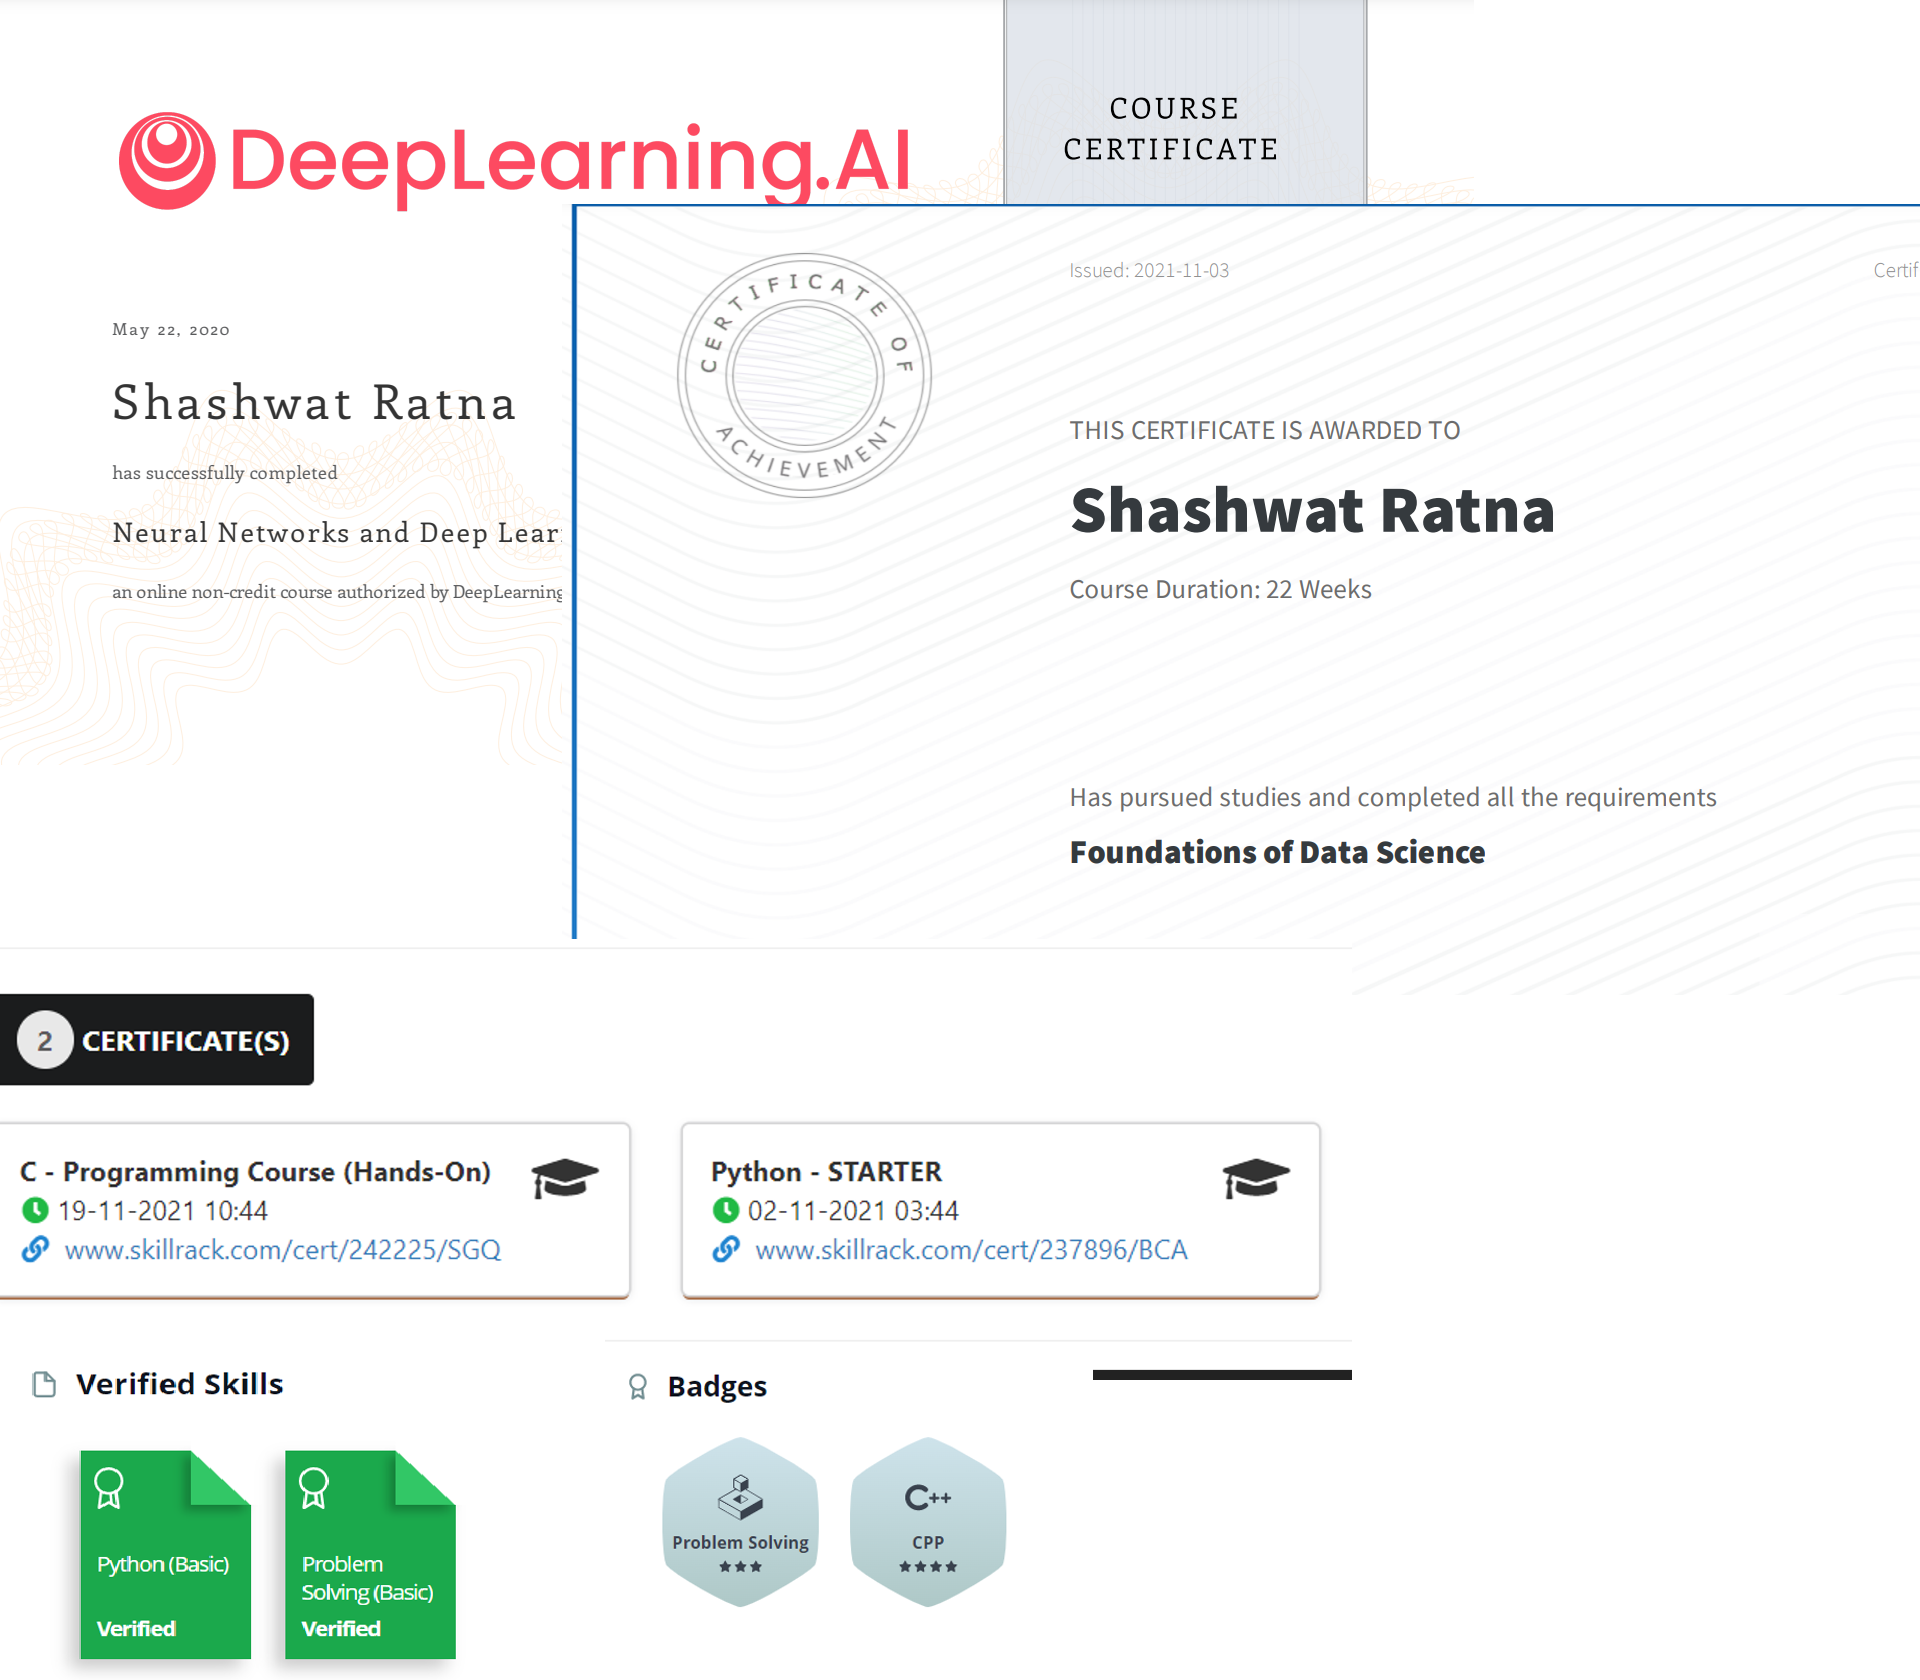 COURSE
CERTIFICATE
DeepLearning.AI
May 22, 2020
Shashwat Ratna
has successfully completed
Neural Networks and Deep
an online non-credit course authorized by DeepLearning
CERTIFICATE OF
ACHIEVEMENT
Issued: 2021-11-03
THIS CERTIFICATE IS AWARDED TO
Shashwat Ratna
Course Duration: 22 Weeks
Has pursued studies and completed all the requirements
Foundations of Data Science
2 CERTIFICATE(S)
C - Programming Course (Hands-On)
19-11-2021 10:44
www.skillrack.com/cert/242225/SGQ
Python - STARTER
02-11-2021 03:44
www.skillrack.com/cert/237896/BCA
Verified Skills
Python (Basic)
Verified
Problem
Solving (Basic)
Verified
Badges
Problem Solving
C++
CPP